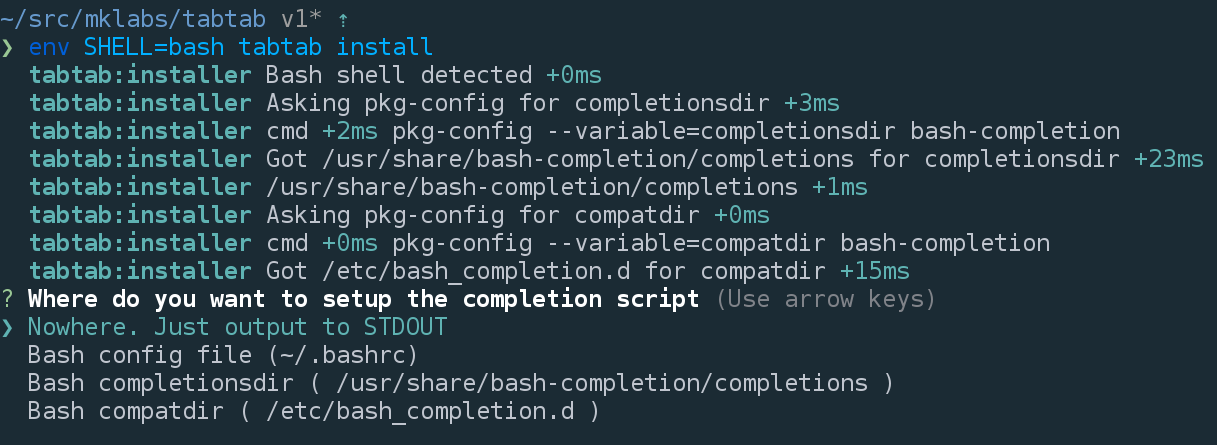 ~/src/mklabs/tabtab v1* ⇡
❯ env SHELL=bash tabtab install
tabtab:installer Bash shell detected +0ms
tabtab:installer Asking pkg-config for completionsdir +3ms
tabtab:installer cmd +2ms pkg-config --variable=completionsdir bash-completion
tabtab:installer Got /usr/share/bash-completion/completions for completionsdir +23ms
tabtab:installer /usr/share/bash-completion/completions +1ms
tabtab:installer Asking pkg-config for compatdir +0ms
tabtab:installer cmd +0ms pkg-config --variable=compatdir bash-completion
tabtab:installer Got /etc/bash_completion.d for compatdir +15ms
? Where do you want to setup the completion script (Use arrow keys)
❯ Nowhere. Just output to STDOUT
Bash config file (~/.bashrc)
Bash completionsdir ( /usr/share/bash-completion/completions )
Bash compatdir ( /etc/bash_completion.d )